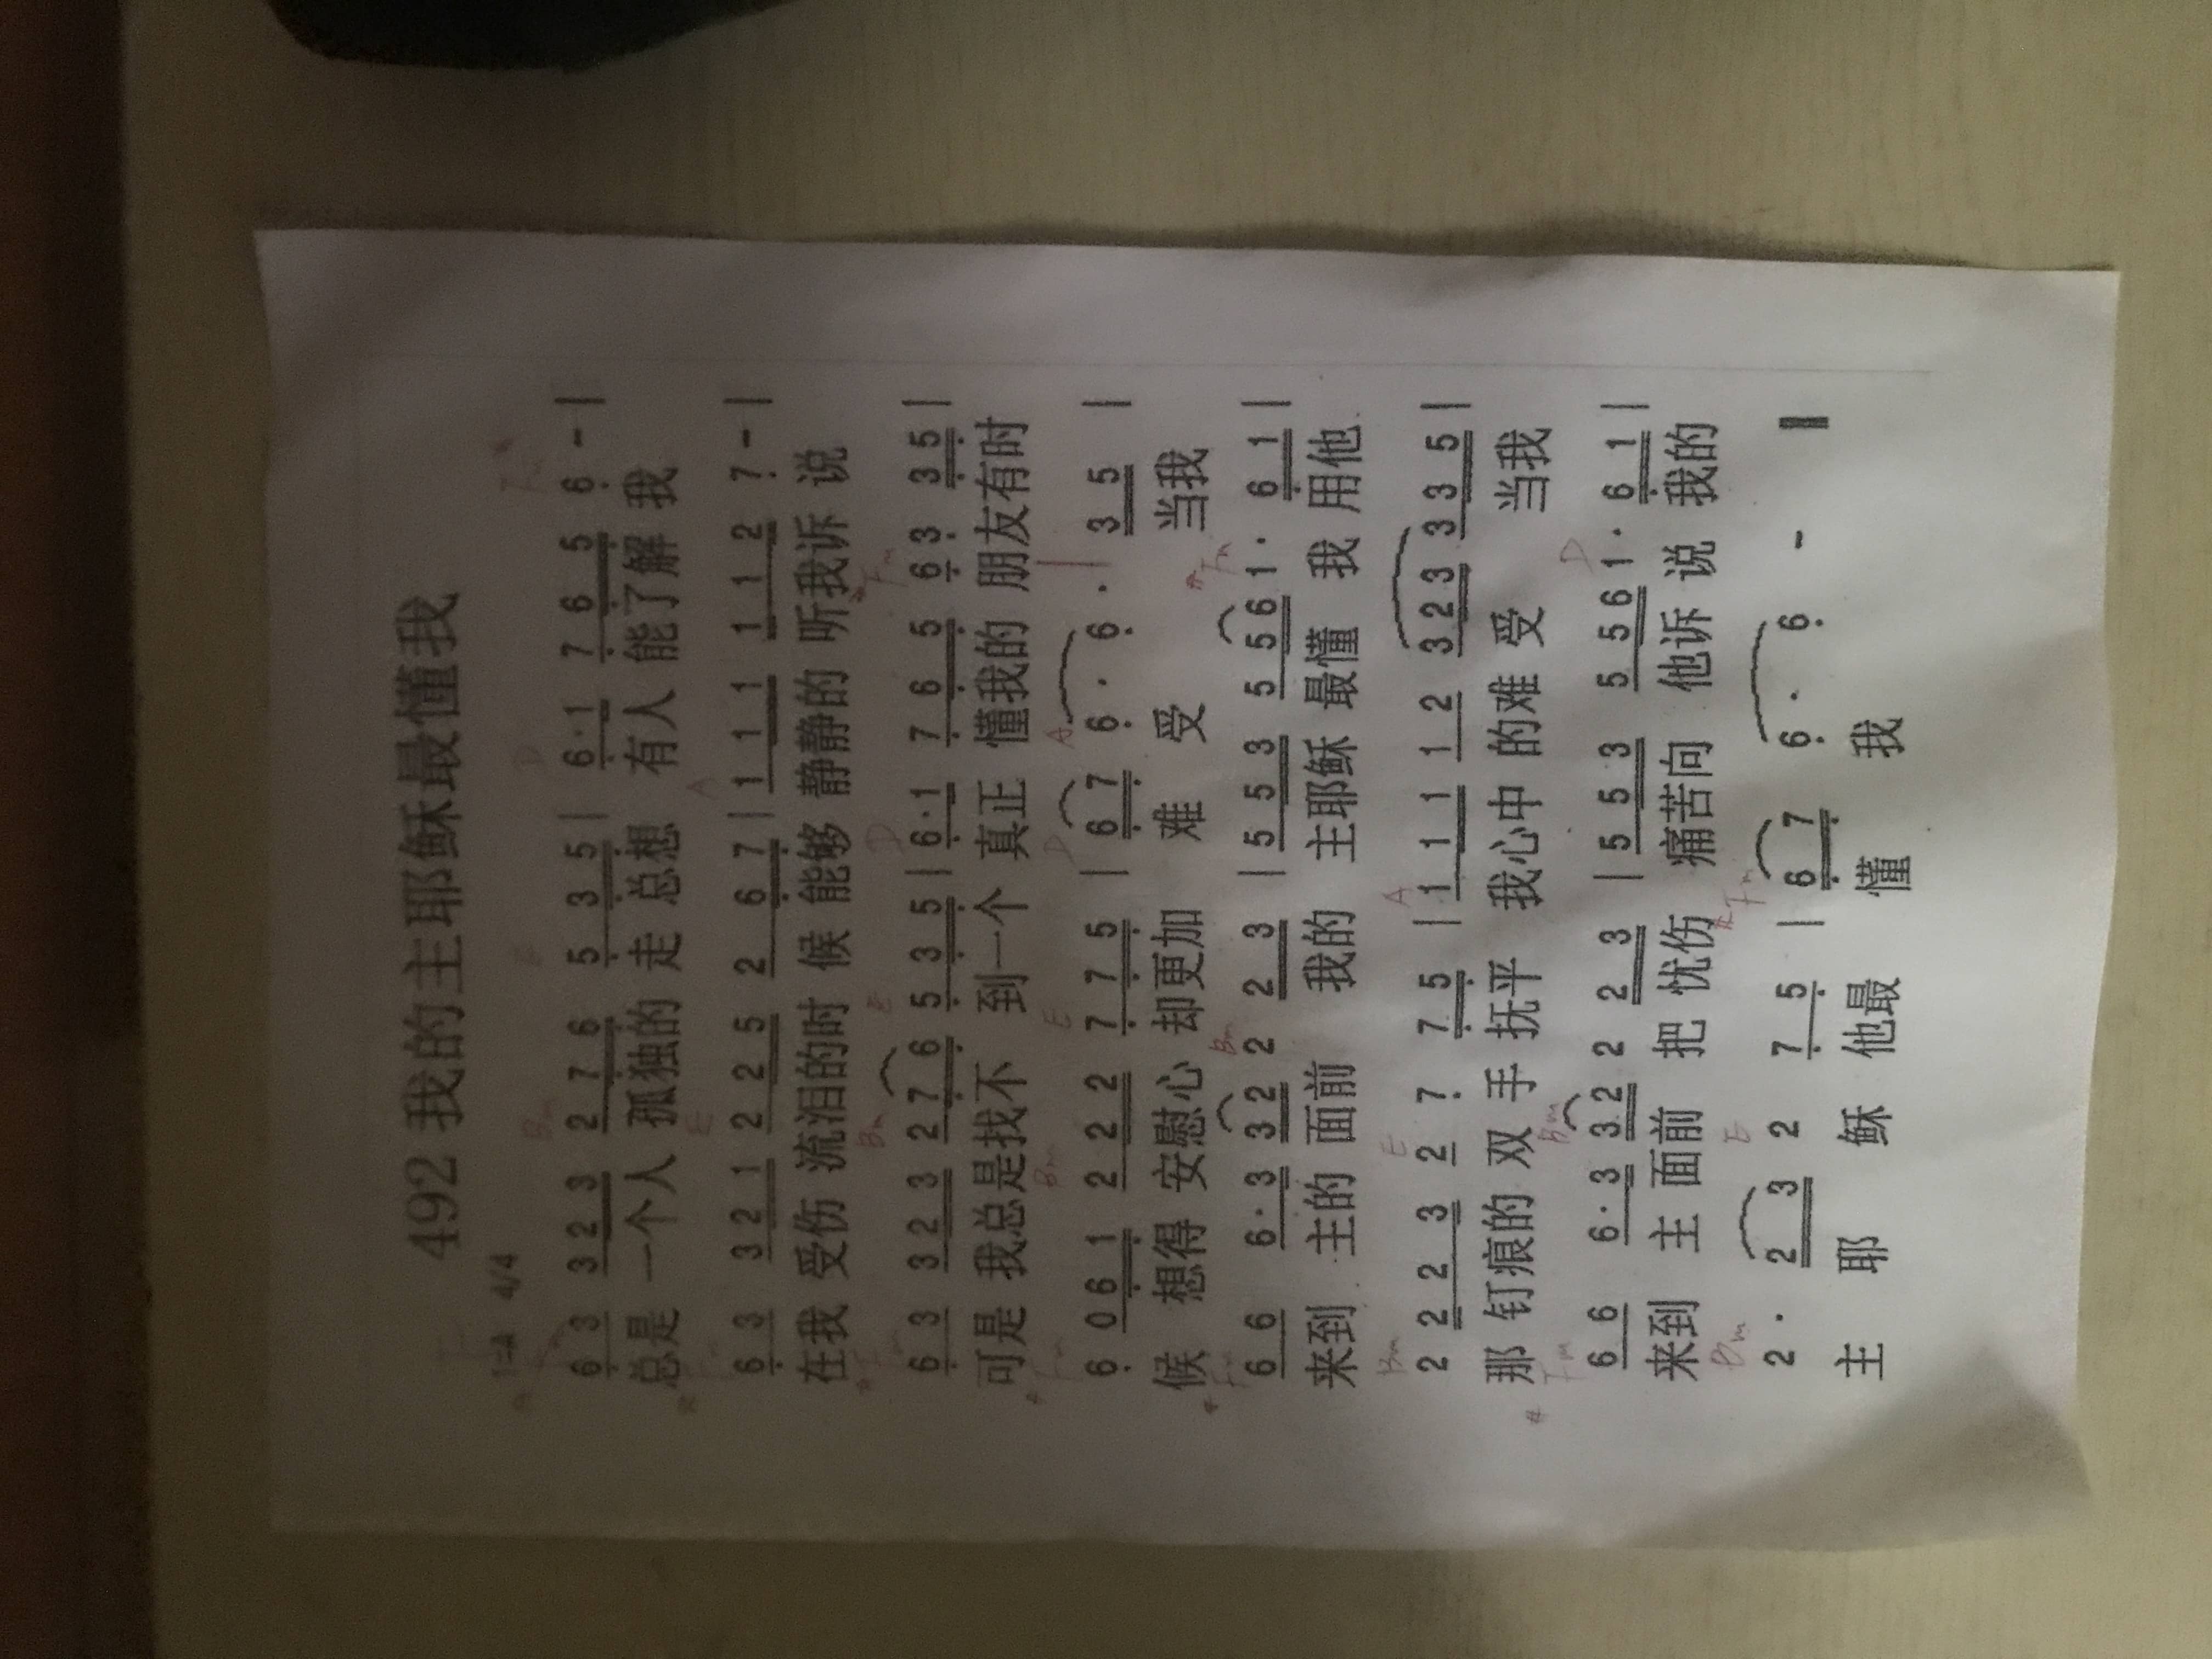 492 我的主耶稣最懂我
1=A 4/4
Bm E D #Fm
6 3 3 2 3 2 7 6 5 3 5 | 6·1 7 6 5 6 - |
总是 一个人 孤独的 走 总想 有人 能了解 我
#Fm E A
6 3 3 2 1 2 2 5 2 6 7 | 1 1 1 1 1 2 7 - |
在我 受伤 流泪的时 候 能够 静静的 听我诉 说
#Fm Bm E D #Fm
6 3 3 2 3 2 7 6 5 3 5 | 6·1 7 6 5 6 3 3 5 |
可是 我总是找不 到一个 真正 懂我的 朋友有时
#Fm Bm E D A
6 0 6 1 2 2 2 7 7 5 | 6 7 6 · 6 · 3 5 |
候 想得 安慰心 却更加 难 受 当我
#Fm Bm #Fm
6 6 6·3 3 2 2 2 3 | 5 5 3 5 5 6 1· 6 1 |
来到 主的 面前 我的 主耶稣 最懂 我 用他
Bm E A
2 2 2 3 2 7 7 5 | 1 1 1 1 2 3 2 3 3 3 5 |
那 钉痕的 双 手 抚平 我心中 的难 受 当我
#Fm Bm D
6 6 6·3 3 2 2 2 3 | 5 5 3 5 5 6 1· 6 1 |
来到 主 面前 把 忧伤 痛苦向 他诉 说 我的
Bm E #Fm
2 · 2 3 2 7 5 | 6 7 6 · 6 - ‖
主 耶 稣 他最 懂 我